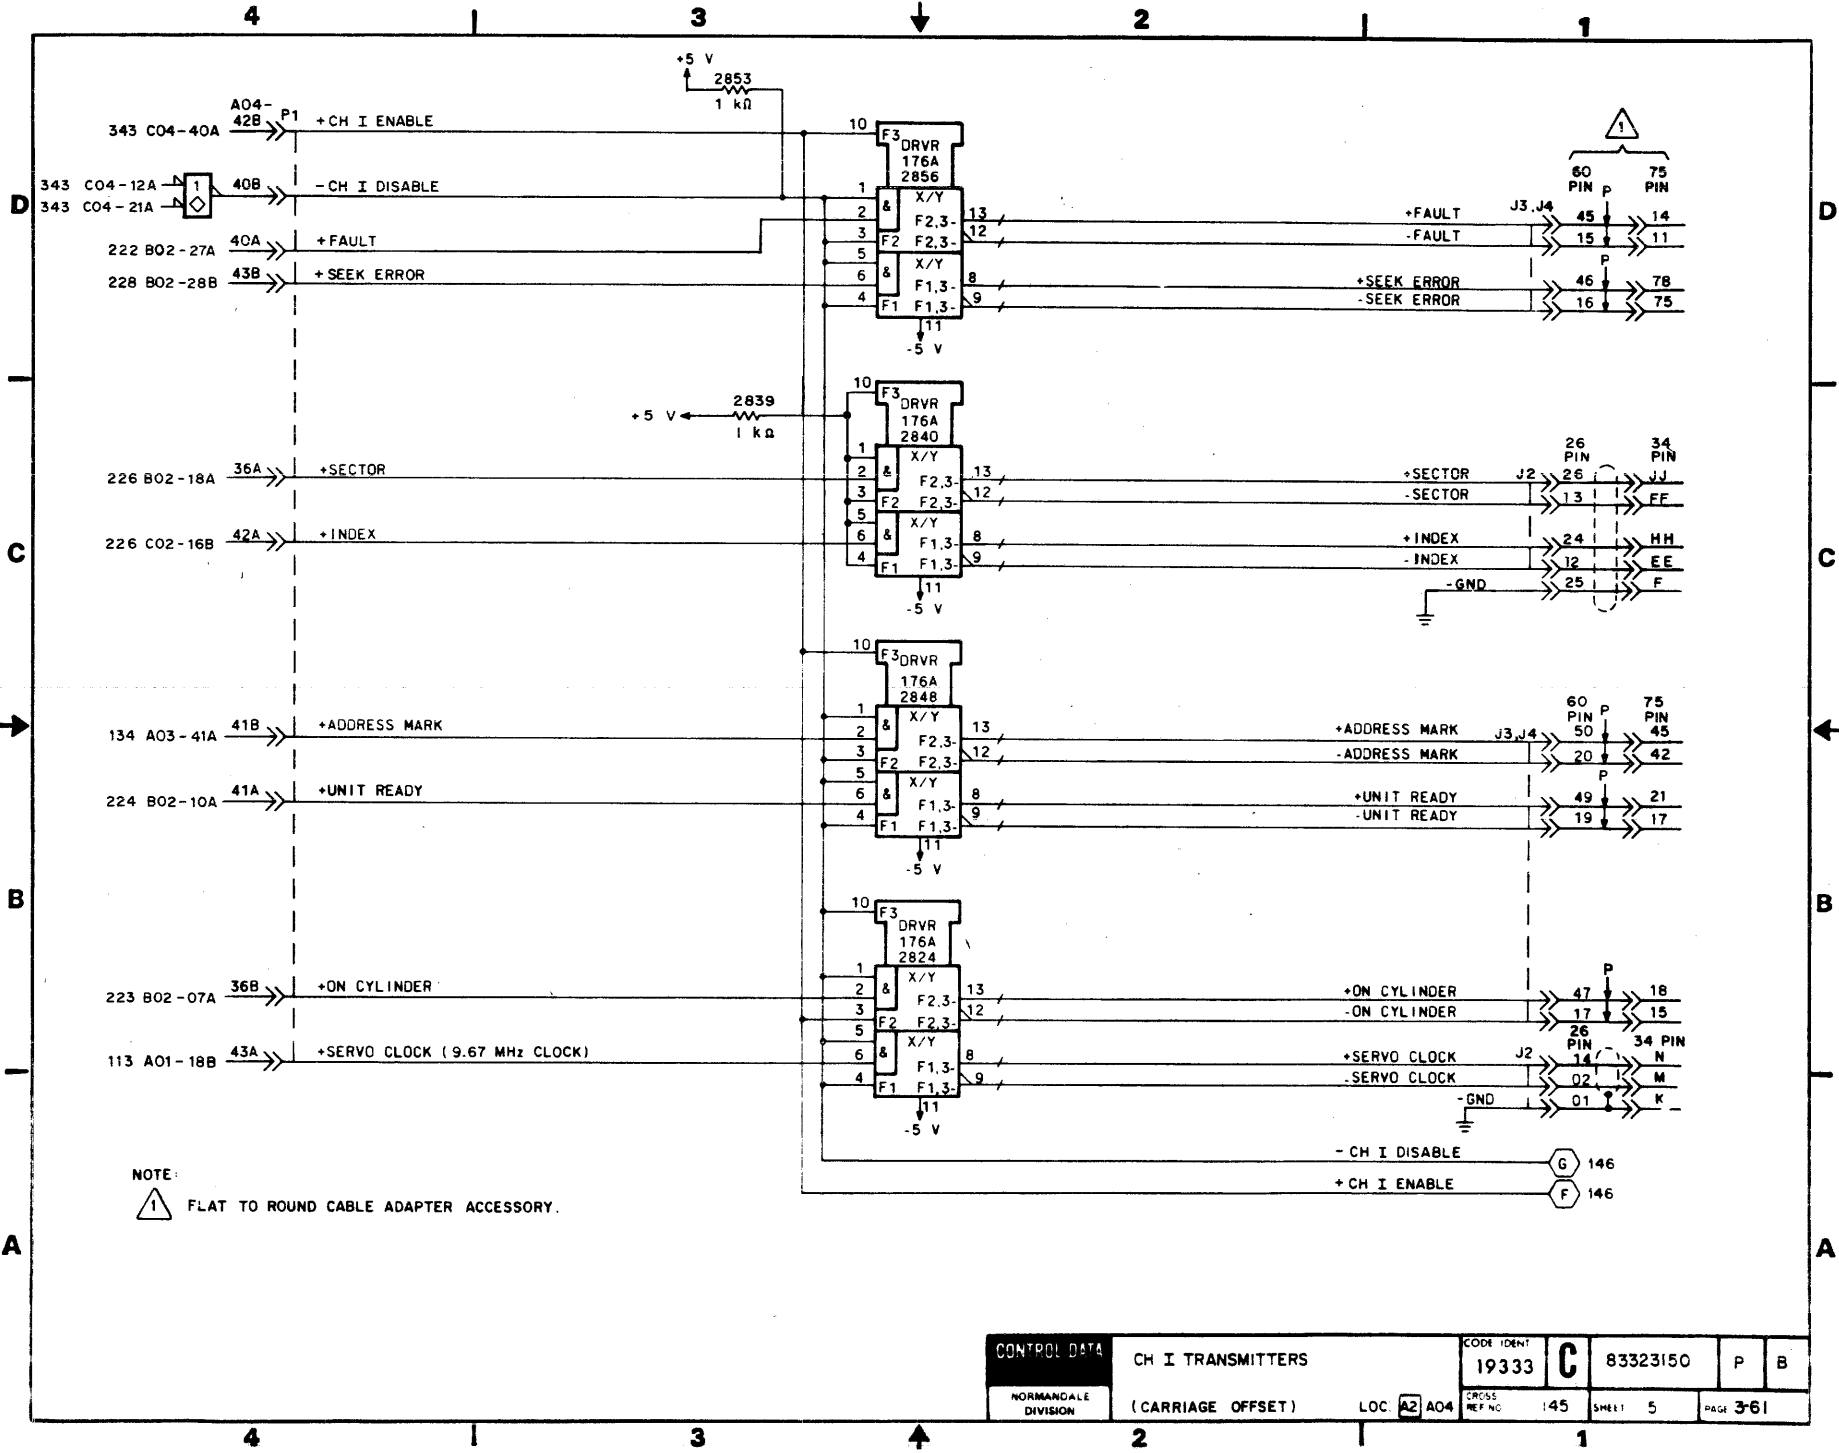 4 3 2 1
+5 V
2853
1 kΩ
A04-
343 C04-40A 42B P1 +CH I ENABLE
10 F3 DRVR
176A
2856
1
60 PIN P 75 PIN
343 C04-12A
343 C04-21A
1
40B -CH I DISABLE
D D
1 & X/Y
2 F2,3- 13 +FAULT J3,J4 45 14
3 F2 F2,3- 12 -FAULT 15 11
222 B02-27A 40A +FAULT
5 & X/Y
P
228 B02-28B 43B +SEEK ERROR
6 F1,3- 8 +SEEK ERROR 46 78
4 F1 F1,3- 9 -SEEK ERROR 16 75
11
-5 V
10 F3 DRVR
176A
2840
+5 V 2839
1 kΩ
26 PIN 34 PIN
1 & X/Y
226 B02-18A 36A +SECTOR
2 F2,3- 13 +SECTOR J2 26 JJ
3 F2 F2,3- 12 -SECTOR 13 FF
5 & X/Y
226 C02-16B 42A +INDEX
6 F1,3- 8 +INDEX 24 HH
4 F1 F1,3- 9 -INDEX 12 EE
C C
-GND 25 F
11
-5 V
10 F3 DRVR
176A
2848
60 PIN P 75 PIN
1 & X/Y
134 A03-41A 41B +ADDRESS MARK
2 F2,3- 13 +ADDRESS MARK J3,J4 50 45
3 F2 F2,3- 12 -ADDRESS MARK 20 42
5 & X/Y
P
224 B02-10A 41A +UNIT READY
6 F1,3- 8 +UNIT READY 49 21
4 F1 F1,3- 9 -UNIT READY 19 17
11
-5 V
B B
10 F3 DRVR
176A
2824
1 & X/Y
P
223 B02-07A 36B +ON CYLINDER
2 F2,3- 13 +ON CYLINDER 47 18
3 F2 F2,3- 12 -ON CYLINDER 17 15
26 PIN 34 PIN
5 & X/Y
113 A01-18B 43A +SERVO CLOCK (9.67 MHz CLOCK)
6 F1,3- 8 +SERVO CLOCK J2 14 N
4 F1 F1,3- 9 -SERVO CLOCK 02 M
-GND 01 K
11
-5 V
-CH I DISABLE G 146
+CH I ENABLE F 146
NOTE:
1 FLAT TO ROUND CABLE ADAPTER ACCESSORY.
A A
CONTROL DATA
NORMANDALE
DIVISION
CH I TRANSMITTERS
(CARRIAGE OFFSET) LOC. A2 A04
CODE IDENT
19333 C 83323150 P B
CROSS
REF NO 145 SHEET 5 PAGE 3-61
4 3 2 1